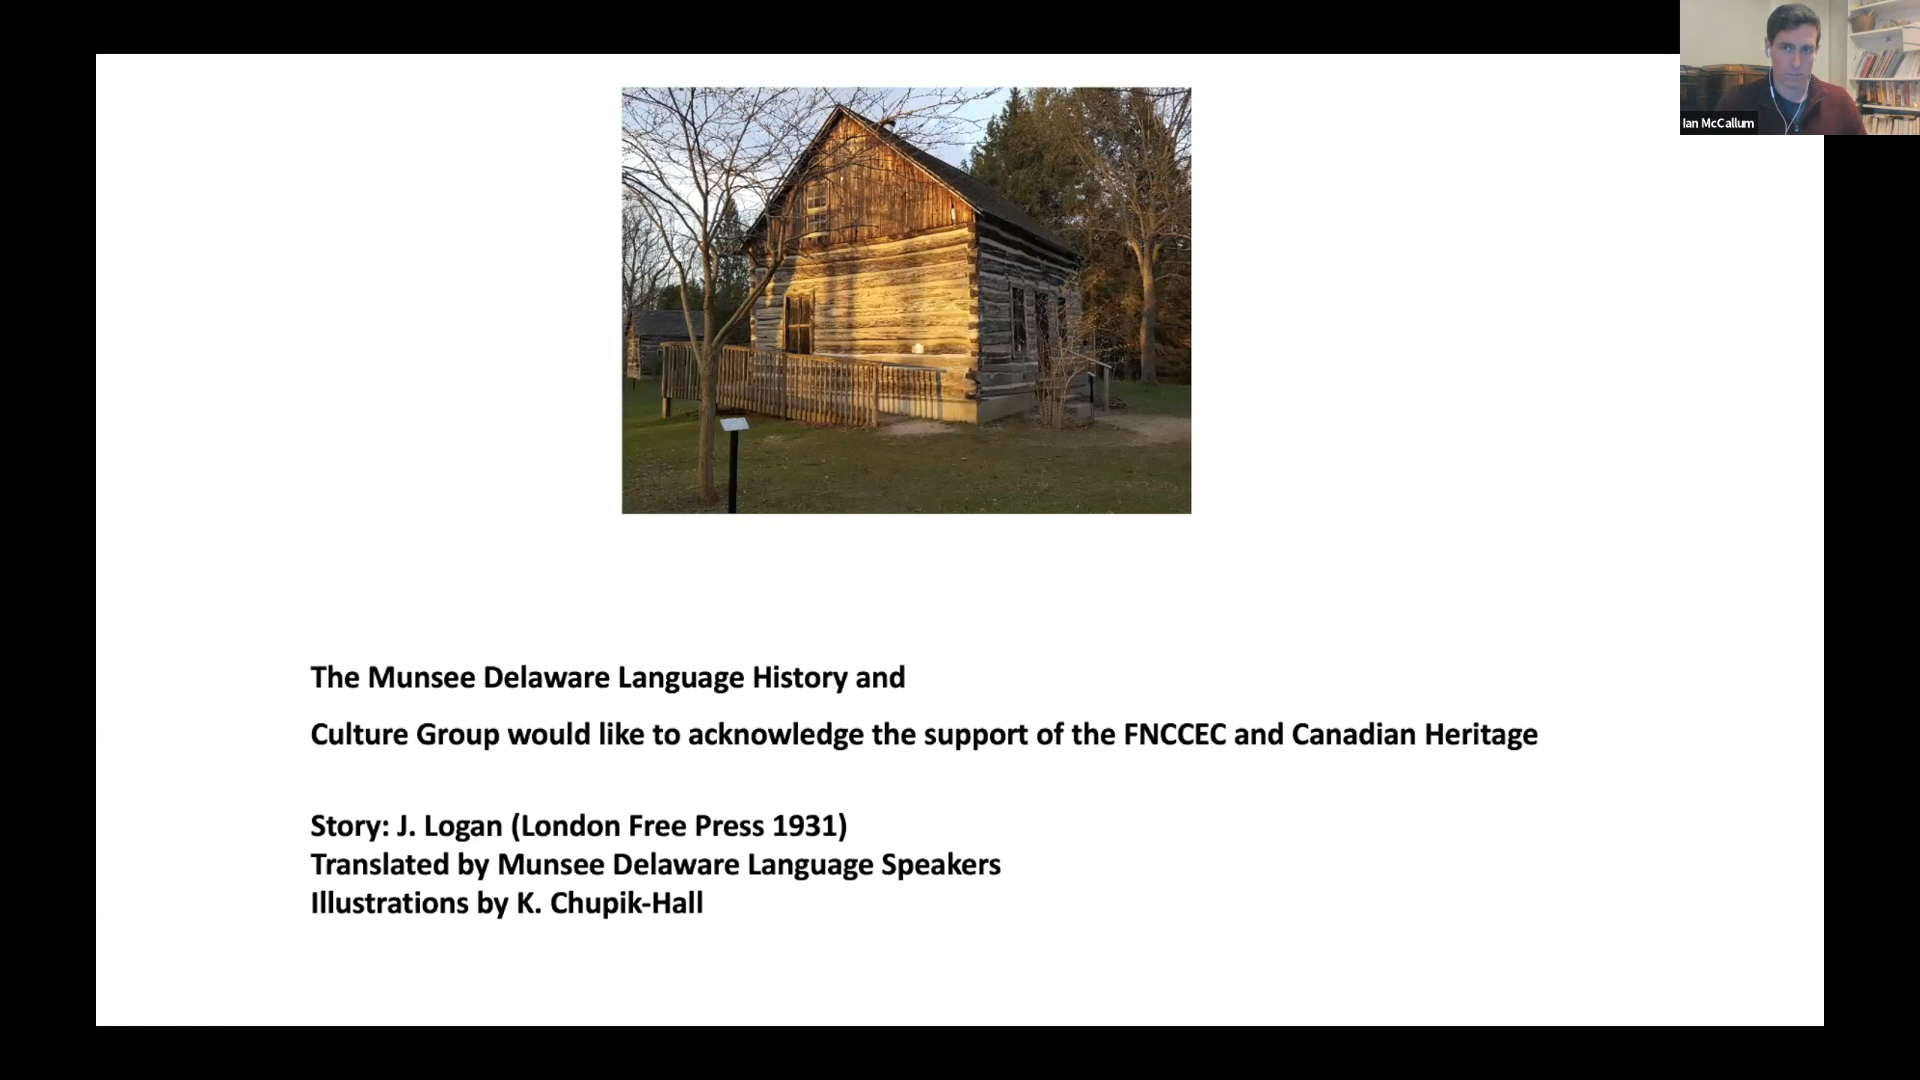 Ian McCallum
The Munsee Delaware Language History and
Culture Group would like to acknowledge the support of the FNCCEC and Canadian Heritage
Story: J. Logan (London Free Press 1931)
Translated by Munsee Delaware Language Speakers
Illustrations by K. Chupik-Hall